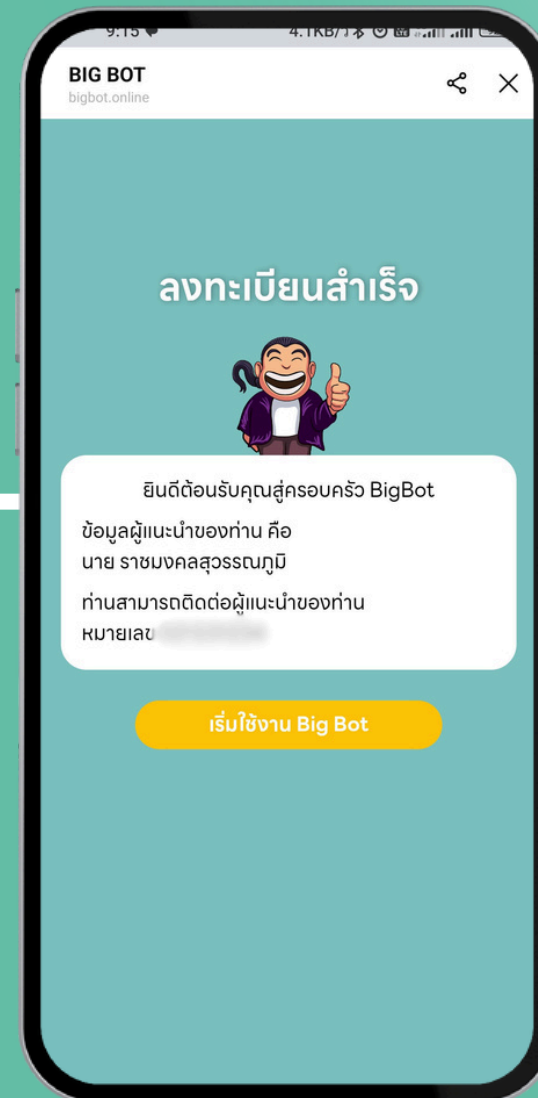 9:15
4.1KB/s
BIG BOT
bigbot.online
ลงทะเบียนสำเร็จ
ยินดีต้อนรับคุณสู่ครอบครัว BigBot
ข้อมูลผู้แนะนำของท่าน คือ
นาย ราชมงคลสุวรรณภูมิ
ท่านสามารถติดต่อผู้แนะนำของท่าน
หมายเลข
เริ่มใช้งาน Big Bot